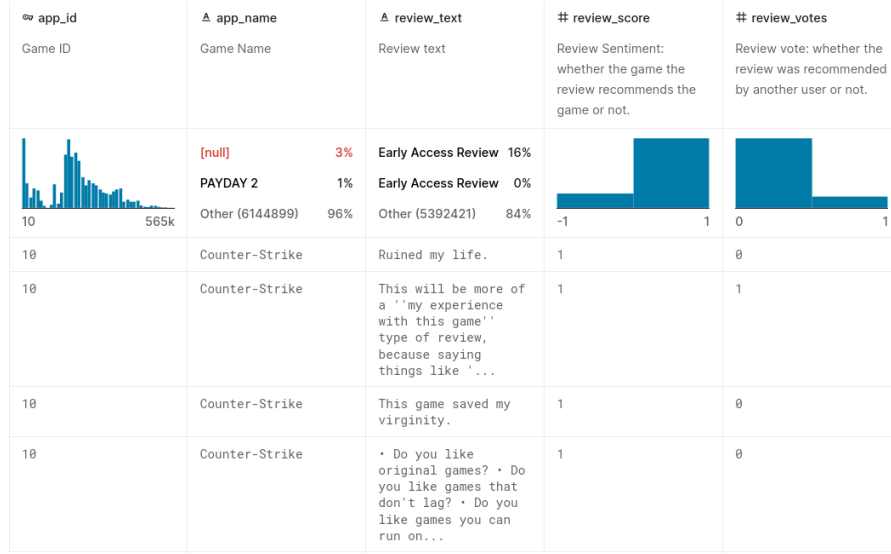 app_id
Game ID
app_name
Game Name
review_text
Review text
review_score
Review Sentiment:
whether the game the
review recommends the
game or not.
review_votes
Review vote: whether the
review was recommended
by another user or not.
10 565k
[null] 3%
PAYDAY 2 1%
Other (6144899) 96%
Early Access Review 16%
Early Access Review 0%
Other (5392421) 84%
-1 1
0 1
10
Counter-Strike
Ruined my life.
1
0
10
Counter-Strike
This will be more of
a ''my experience
with this game''
type of review,
because saying
things like '...
1
1
10
Counter-Strike
This game saved my
virginity.
1
0
10
Counter-Strike
• Do you like
original games? • Do
you like games that
don't lag? • Do you
like games you can
run on...
1
0